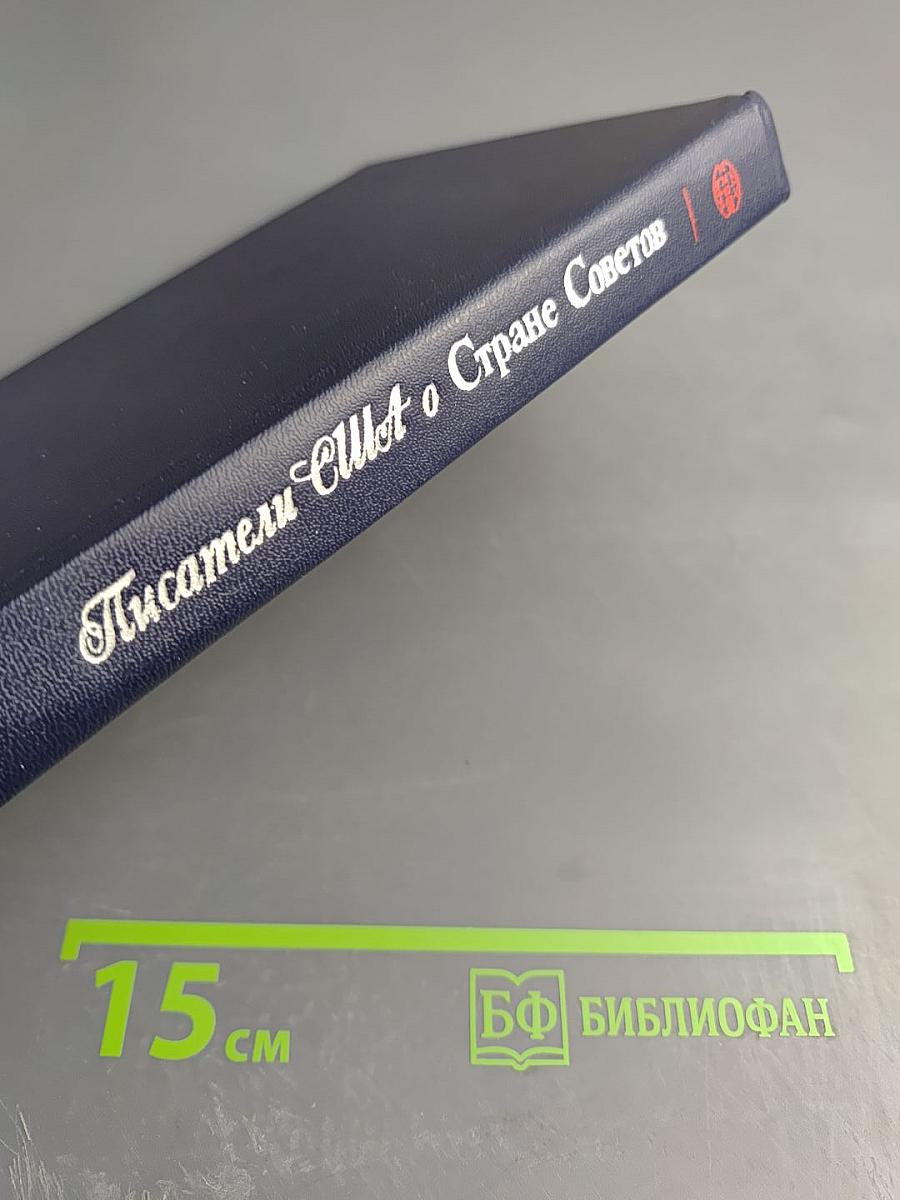 Писатели США о Стране Советов
15 см
БФ БИБЛИОФАН